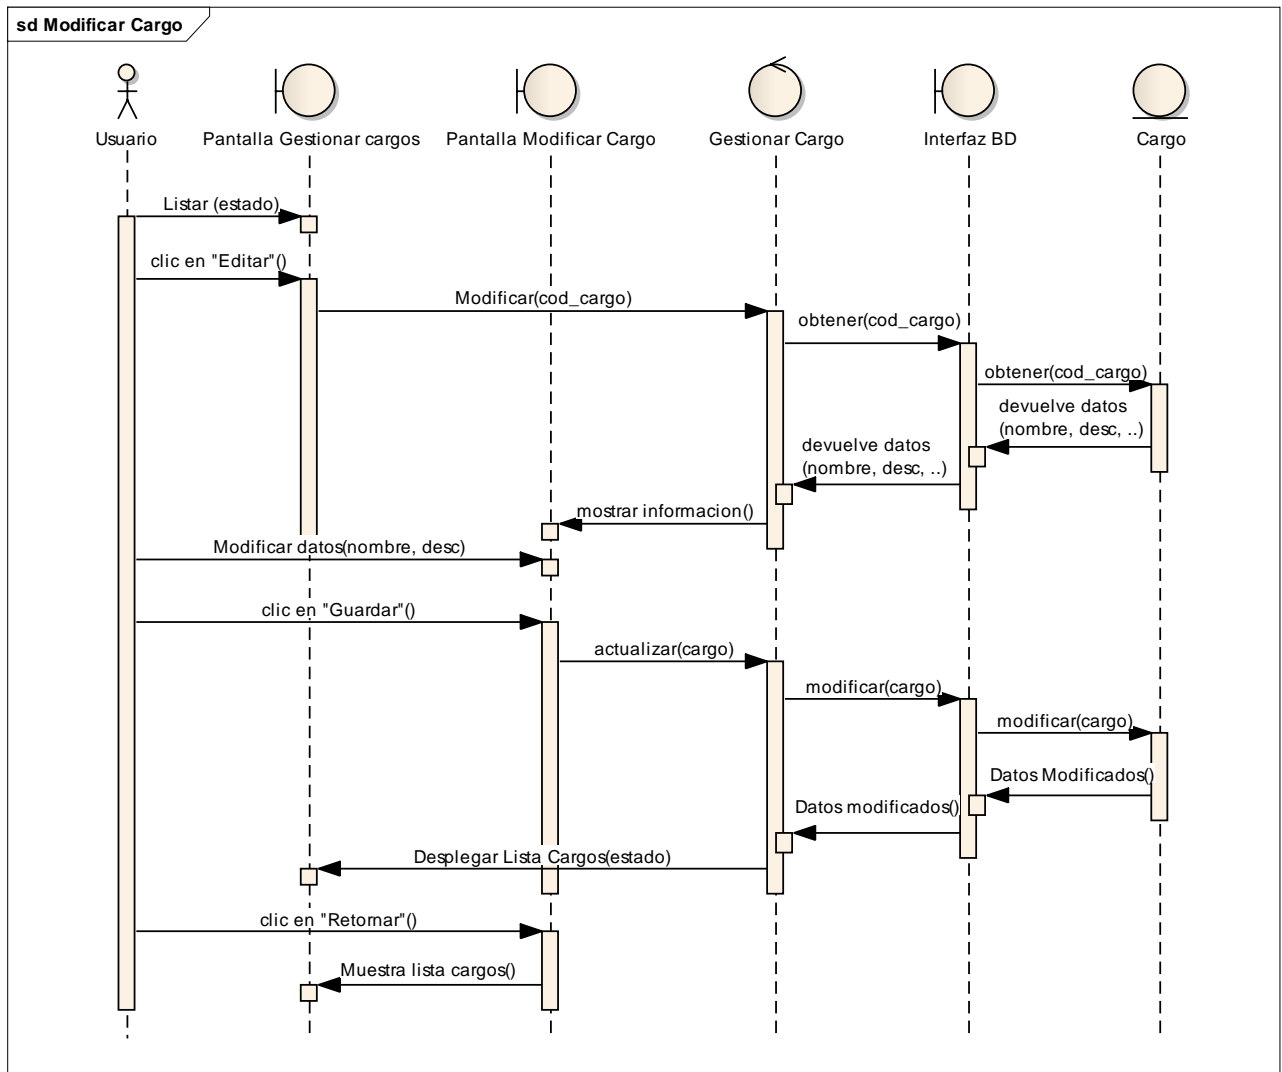 sd Modificar Cargo
Usuario
Pantalla Gestionar cargos
Pantalla Modificar Cargo
Gestionar Cargo
Interfaz BD
Cargo
Listar (estado)
clic en "Editar"()
Modificar(cod_cargo)
obtener(cod_cargo)
obtener(cod_cargo)
devuelve datos
(nombre, desc, ..)
devuelve datos
(nombre, desc, ..)
mostrar informacion()
Modificar datos(nombre, desc)
clic en "Guardar"()
actualizar(cargo)
modificar(cargo)
modificar(cargo)
Datos Modificados()
Datos modificados()
Desplegar Lista Cargos(estado)
clic en "Retornar"()
Muestra lista cargos()